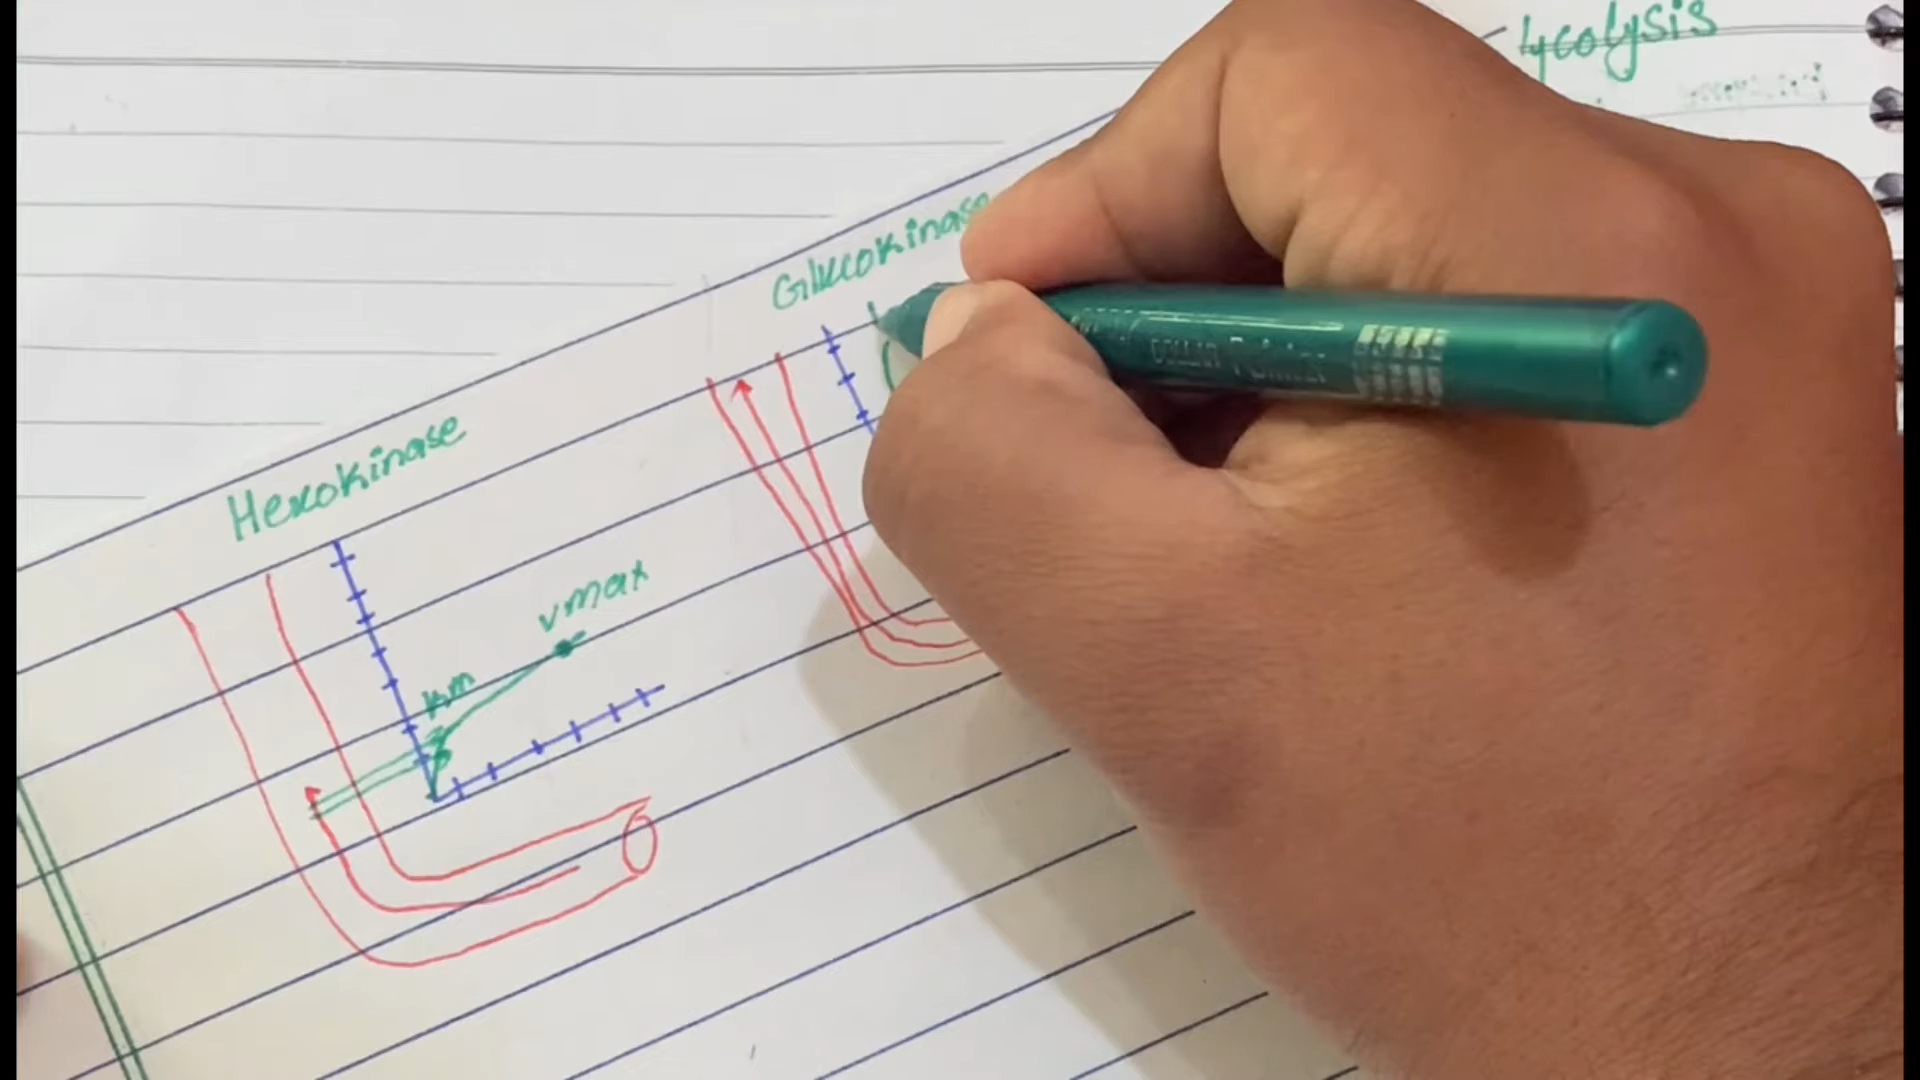 lycolysis
Glucokinase
Hexokinase
vmax
km